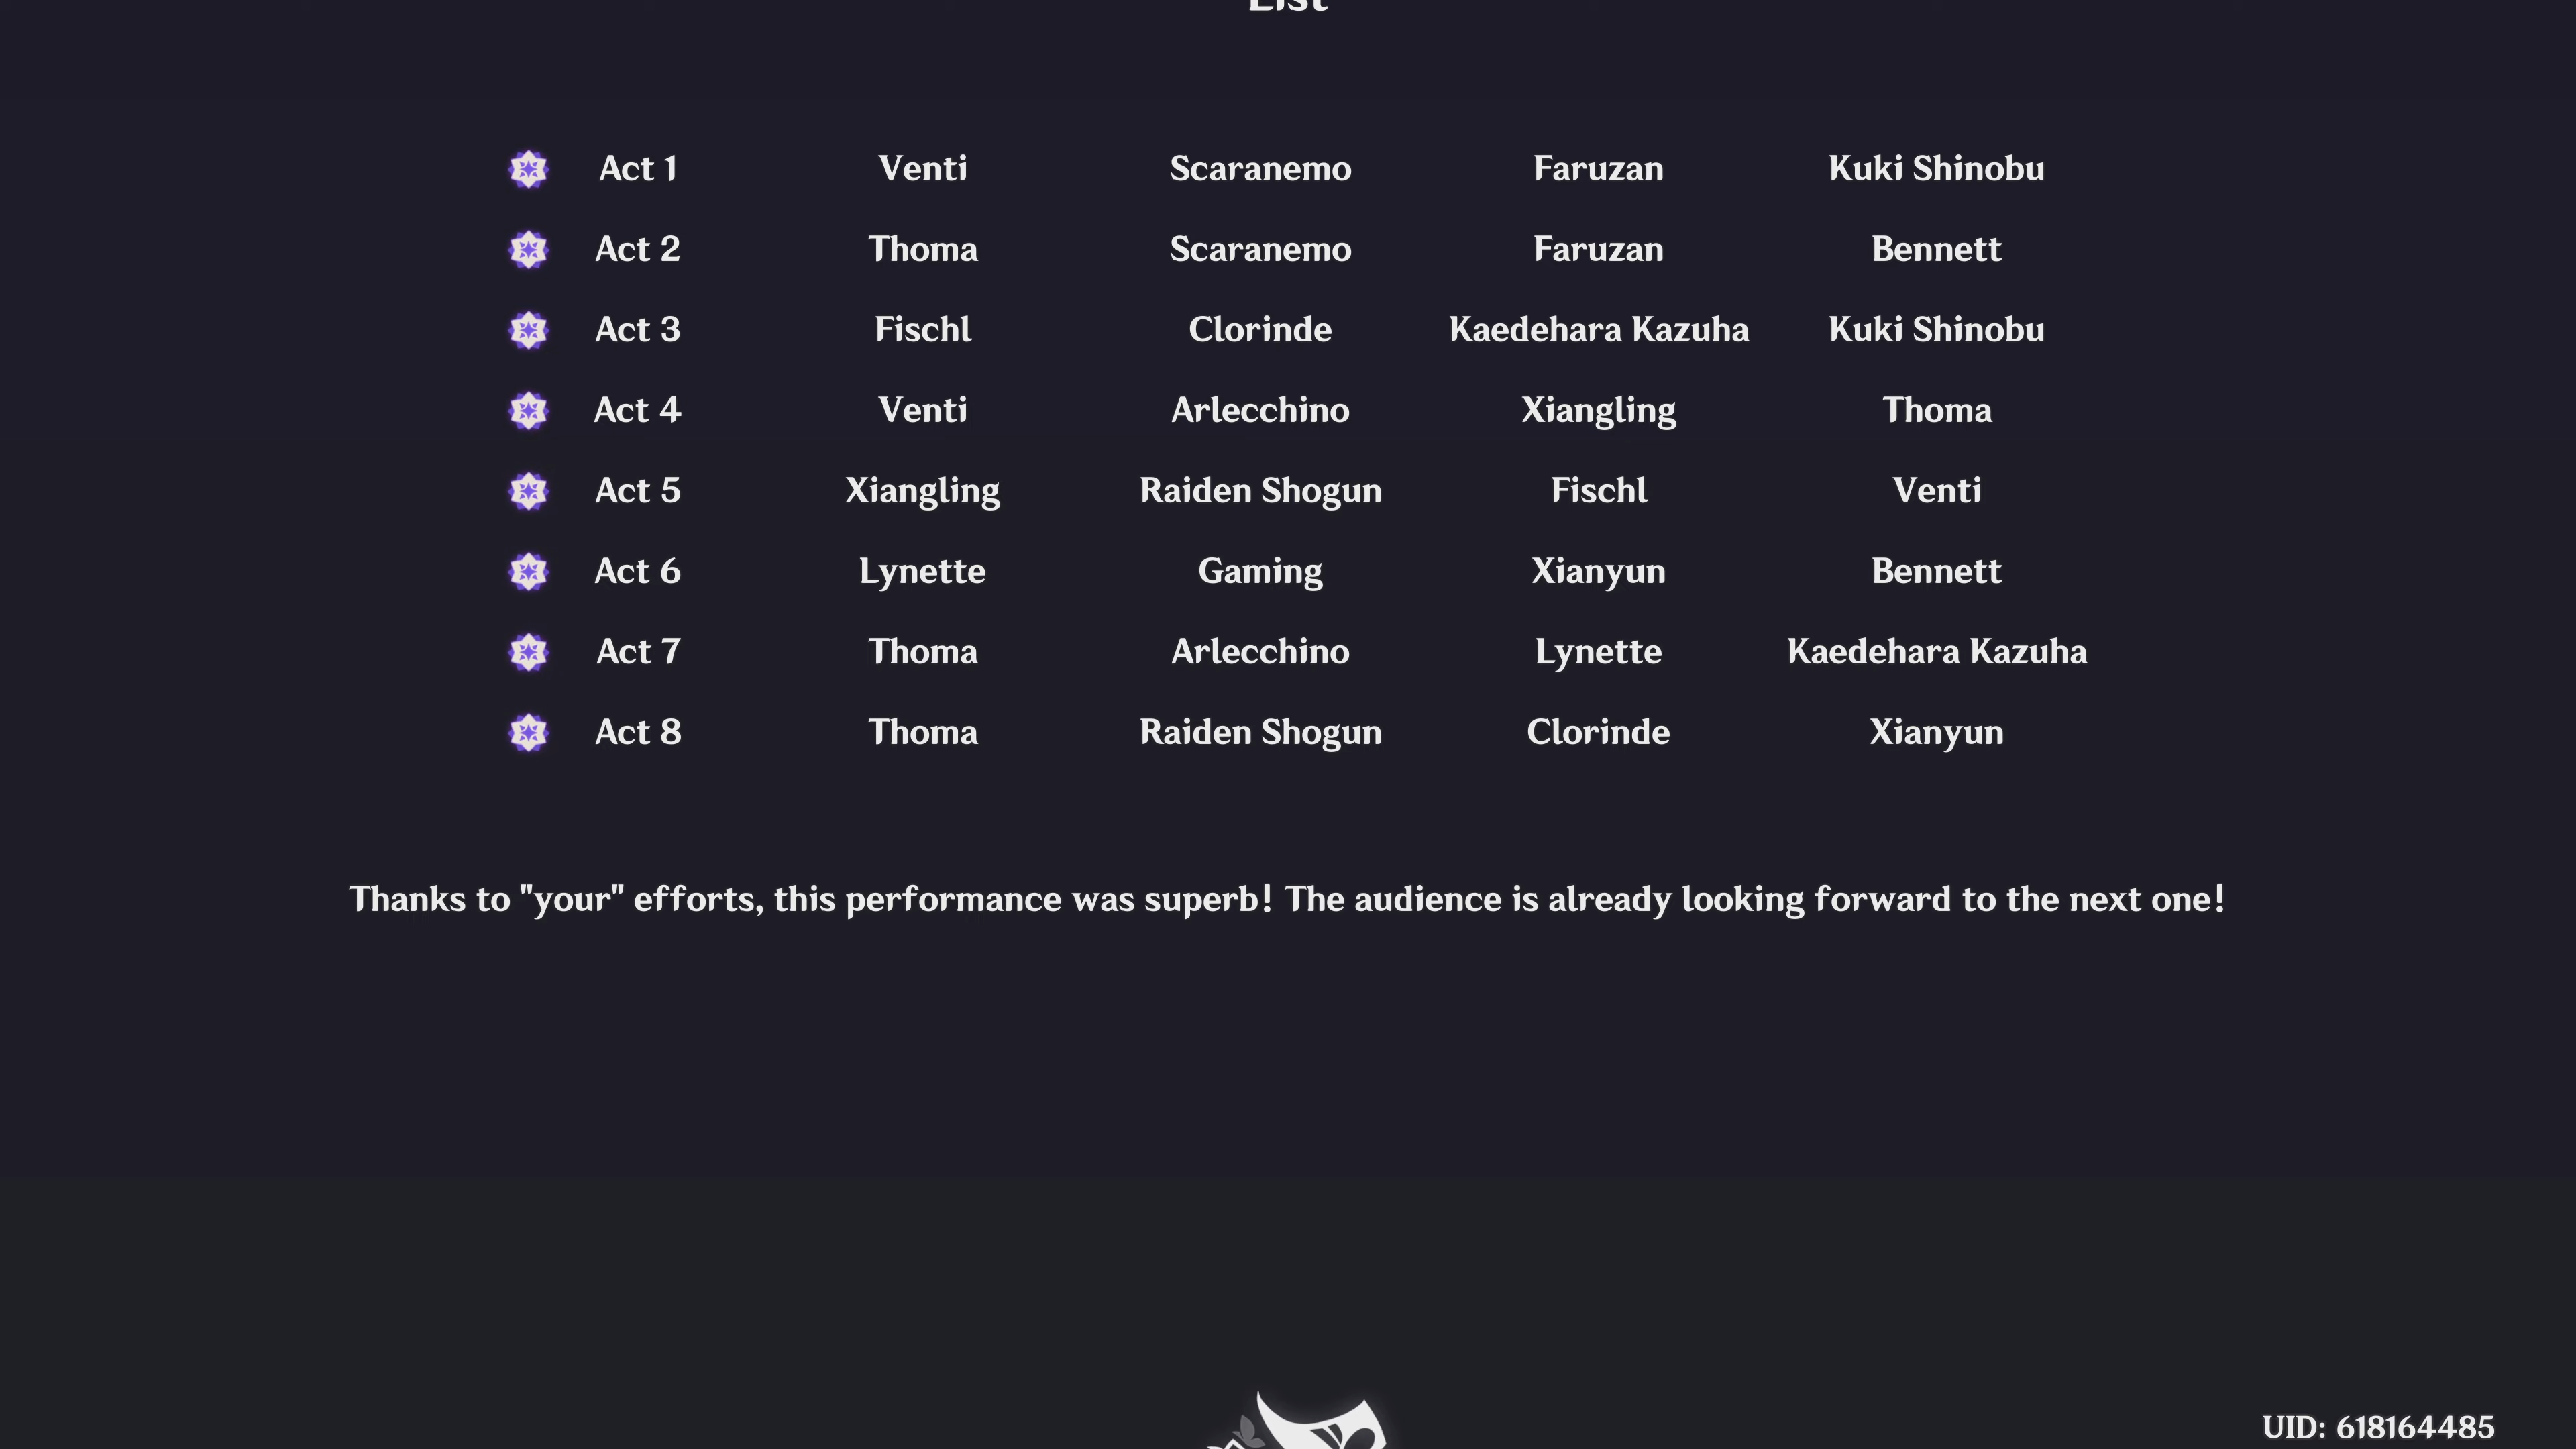 List
Act 1 Venti Scaranemo Faruzan Kuki Shinobu
Act 2 Thoma Scaranemo Faruzan Bennett
Act 3 Fischl Clorinde Kaedehara Kazuha Kuki Shinobu
Act 4 Venti Arlecchino Xiangling Thoma
Act 5 Xiangling Raiden Shogun Fischl Venti
Act 6 Lynette Gaming Xianyun Bennett
Act 7 Thoma Arlecchino Lynette Kaedehara Kazuha
Act 8 Thoma Raiden Shogun Clorinde Xianyun
Thanks to "your" efforts, this performance was superb! The audience is already looking forward to the next one!
UID: 618164485